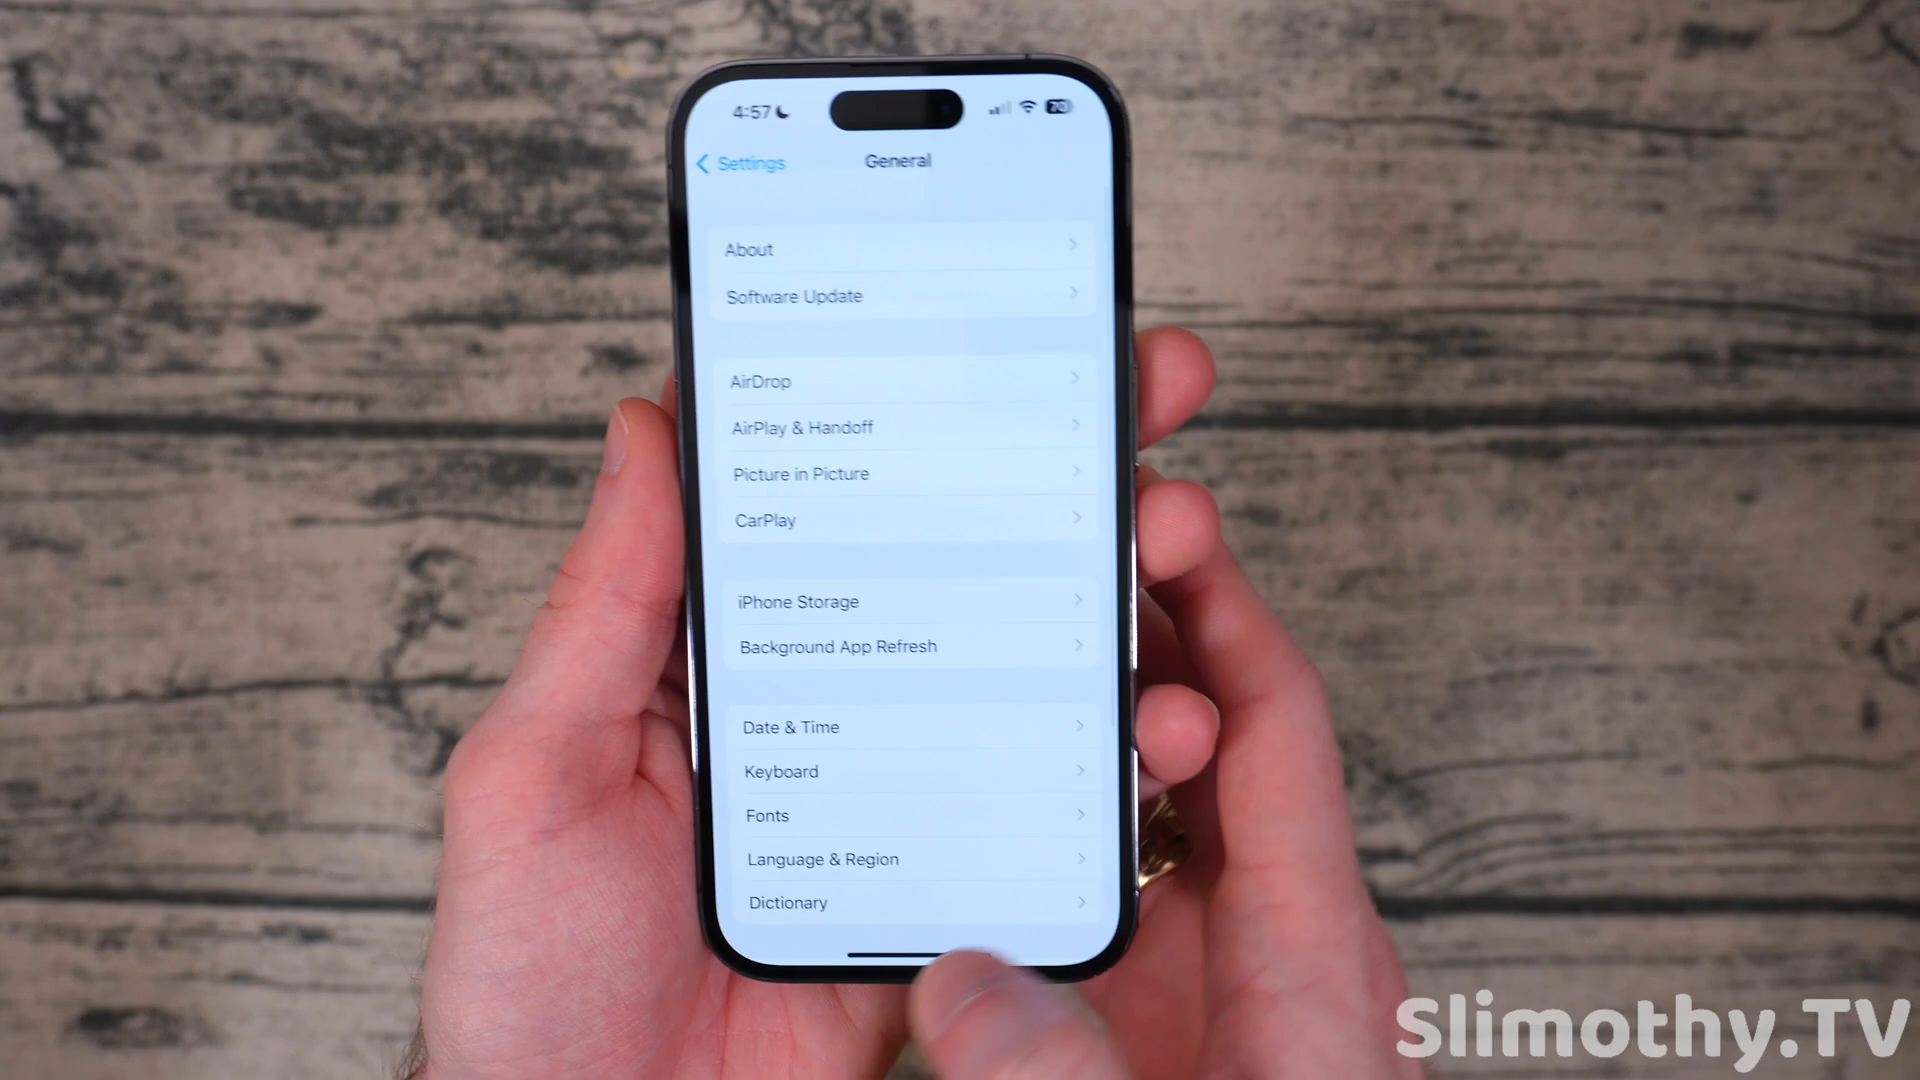 4:57
70
Settings
General
About
Software Update
AirDrop
AirPlay & Handoff
Picture in Picture
CarPlay
iPhone Storage
Background App Refresh
Date & Time
Keyboard
Fonts
Language & Region
Dictionary
Slimothy.TV